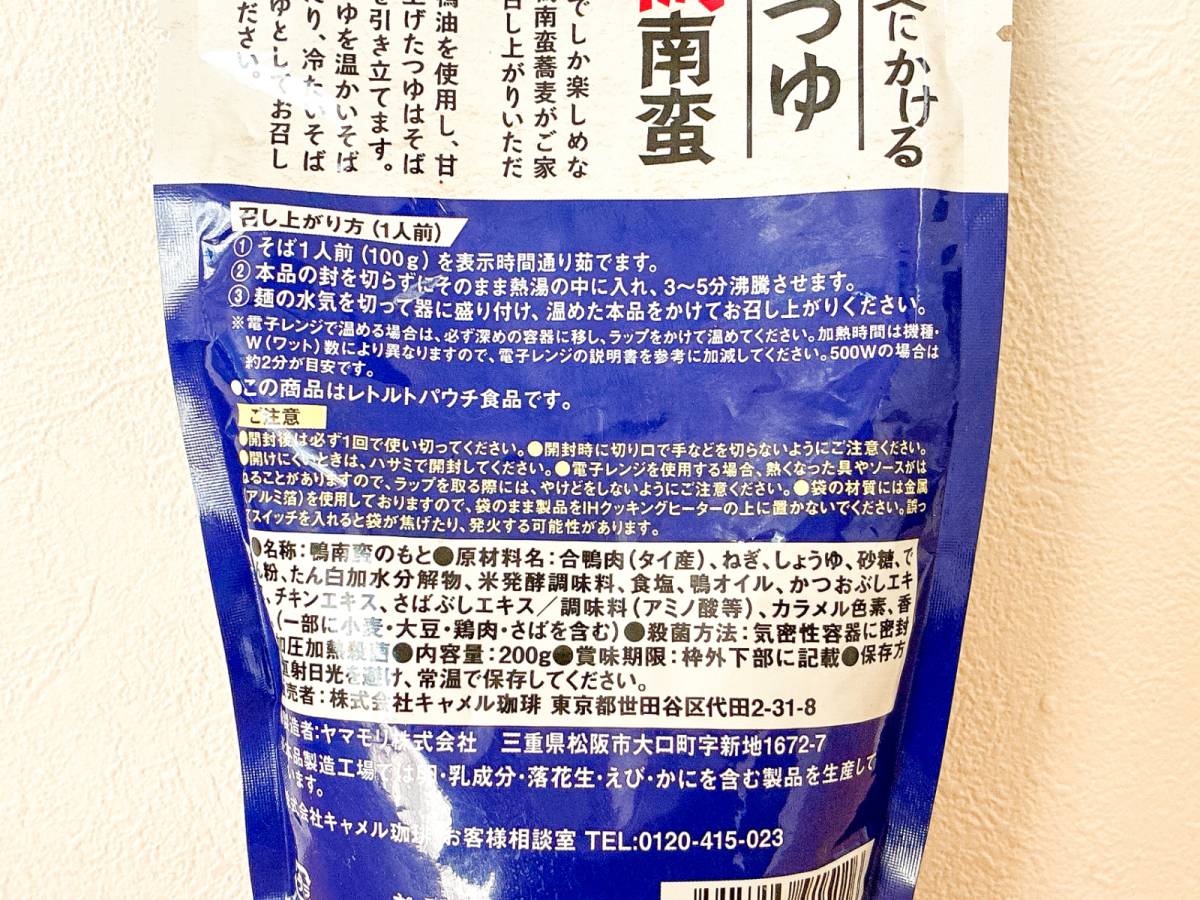 にかける
つゆ
南蛮
でしか楽しめな
南蛮蕎麦がご家
召し上がりいただ
鴨油を使用し、甘
上げたつゆはそば
を引き立てます。
ゆを温かいそば
たり、冷たいそば
ゆとしてお召し
ださい。
召し上がり方(1人前)
①そば1人前(100g)を表示時間通り茹でます。
②本品の封を切らずにそのまま熱湯の中に入れ、3〜5分沸騰させます。
③麺の水気を切って器に盛り付け、温めた本品をかけてお召し上がりください。
※電子レンジで温める場合は、必ず深めの容器に移し、ラップをかけて温めてください。加熱時間は機種・
W(ワット)数により異なりますので、電子レンジの説明書を参考に加減してください。500Wの場合は
約2分が目安です。
●この商品はレトルトパウチ食品です。
ご注意
●開封後は必ず1回で使い切ってください。●開封時に切り口で手などを切らないようにご注意ください。
●開けにくいときは、ハサミで開封してください。●電子レンジを使用する場合、熱くなった具やソースがは
ねることがありますので、ラップを取る際には、やけどをしないようにご注意ください。●袋の材質には金属
(アルミ箔)を使用しておりますので、袋のまま製品をIHクッキングヒーターの上に置かないでください。誤っ
てスイッチを入れると袋が焦げたり、発火する可能性があります。
●名称:鴨南蛮のもと●原材料名:合鴨肉(タイ産)、ねぎ、しょうゆ、砂糖、で
ん粉、たん白加水分解物、米発酵調味料、食塩、鴨オイル、かつおぶしエキ
、チキンエキス、さばぶしエキス/調味料(アミノ酸等)、カラメル色素、香
(一部に小麦・大豆・鶏肉・さばを含む)●殺菌方法:気密性容器に密封
加圧加熱殺菌●内容量:200g●賞味期限:枠外下部に記載●保存方
直射日光を避け、常温で保存してください。
販売者:株式会社キャメル珈琲 東京都世田谷区代田2-31-8
製造者:ヤマモリ株式会社 三重県松阪市大口町字新地1672-7
※本品製造工場では卵・乳成分・落花生・えび・かにを含む製品を生産して
います。
株式会社キャメル珈琲 お客様相談室 TEL:0120-415-023